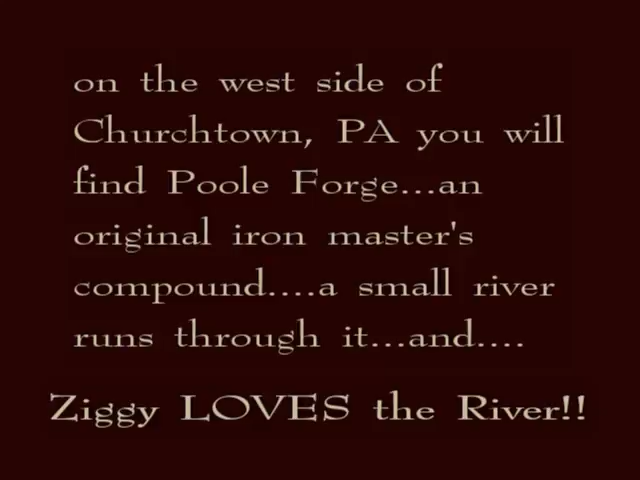 on the west side of
Churchtown, PA you will
find Poole Forge...an
original iron master's
compound....a small river
runs through it...and....
Ziggy LOVES the River!!